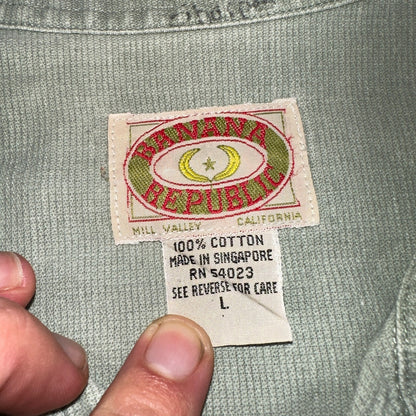 BANANA
REPUBLIC
MILL VALLEY CALIFORNIA
100% COTTON
MADE IN SINGAPORE
RN 54023
SEE REVERSE FOR CARE
L